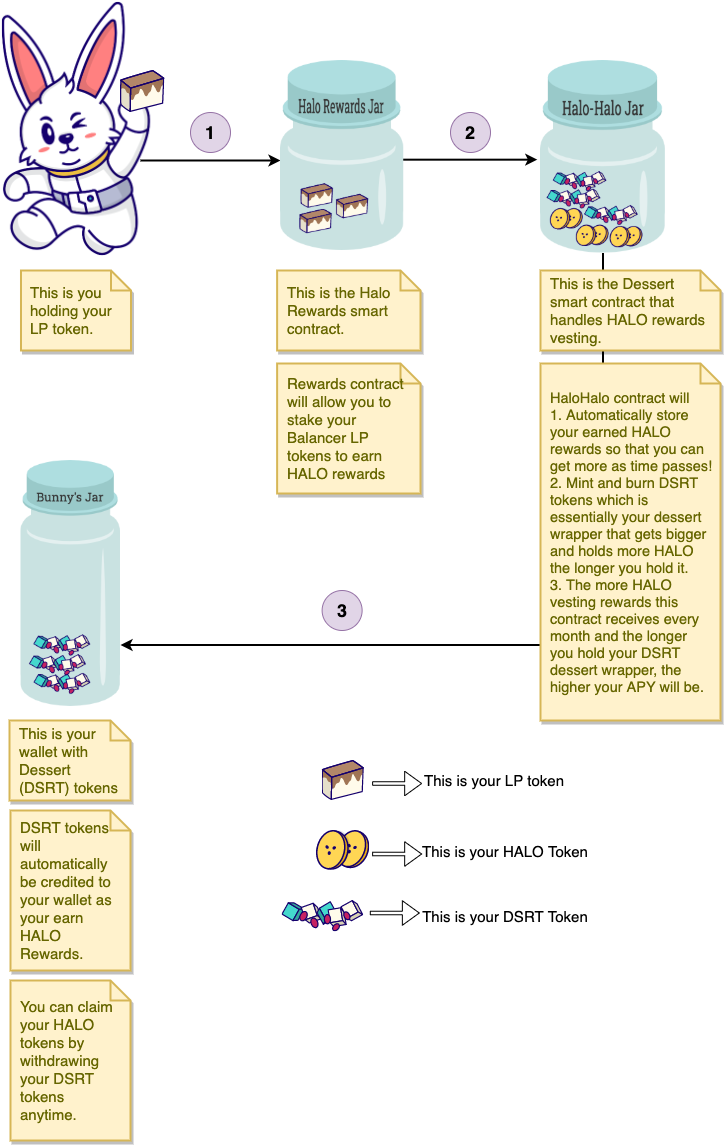 1
Halo Rewards Jar
2
Halo-Halo Jar
This is you
holding your
LP token.
This is the Halo
Rewards smart
contract.
This is the Dessert
smart contract that
handles HALO rewards
vesting.
Rewards contract
will allow you to
stake your
Balancer LP
tokens to earn
HALO rewards
HaloHalo contract will
1. Automatically store
your earned HALO
rewards so that you can
get more as time passes!
2. Mint and burn DSRT
tokens which is
essentially your dessert
wrapper that gets bigger
and holds more HALO
the longer you hold it.
3. The more HALO
vesting rewards this
contract receives every
month and the longer
you hold your DSRT
dessert wrapper, the
higher your APY will be.
Bunny's Jar
3
This is your
wallet with
Dessert
(DSRT) tokens
DSRT tokens
will
automatically
be credited to
your wallet as
your earn
HALO
Rewards.
You can claim
your HALO
tokens by
withdrawing
your DSRT
tokens
anytime.
This is your LP token
This is your HALO Token
This is your DSRT Token